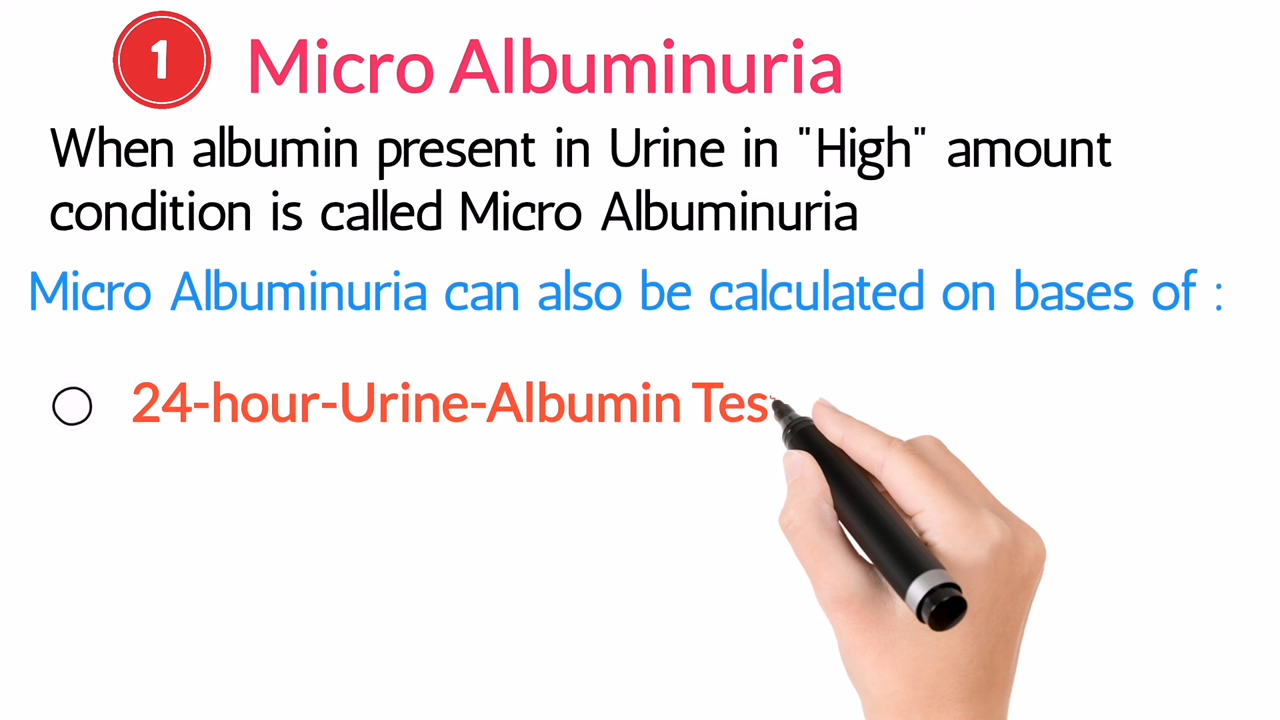 1 Micro Albuminuria
When albumin present in Urine in "High" amount
condition is called Micro Albuminuria
Micro Albuminuria can also be calculated on bases of :
24-hour-Urine-Albumin Tes